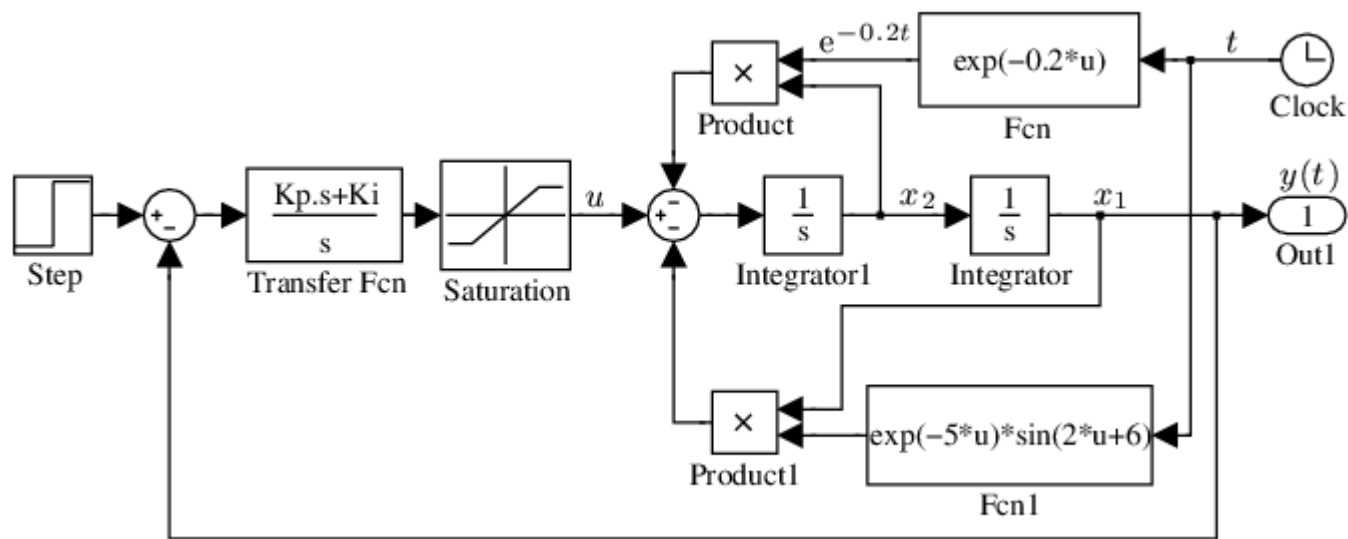 e^{-0.2t}
exp(−0.2*u)
t
×
Product
Fcn
Clock
y(t)
Kp.s+Ki
s
u
1
s
x_2
1
s
x_1
1
+
−
+
−
−
Step
Transfer Fcn
Saturation
Integrator1
Integrator
Out1
×
exp(−5*u)*sin(2*u+6)
Product1
Fcn1